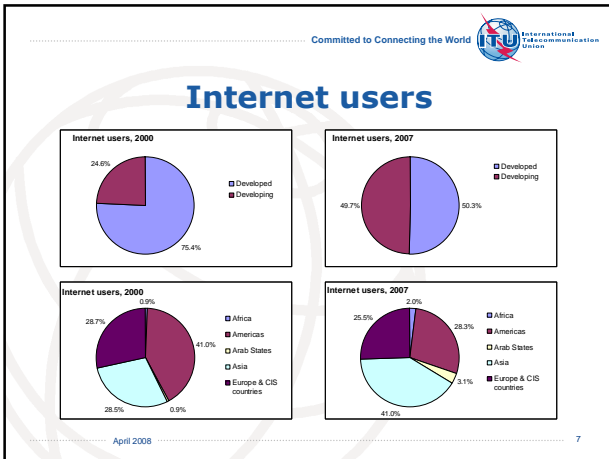 Committed to Connecting the World
ITU
International
Telecommunication
Union
Internet users
Internet users, 2000
24.6%
75.4%
Developed
Developing
Internet users, 2007
49.7%
50.3%
Developed
Developing
Internet users, 2000
0.9%
28.7%
41.0%
28.5%
0.9%
Africa
Americas
Arab States
Asia
Europe & CIS
countries
Internet users, 2007
2.0%
25.5%
28.3%
3.1%
41.0%
Africa
Americas
Arab States
Asia
Europe & CIS
countries
April 2008
7